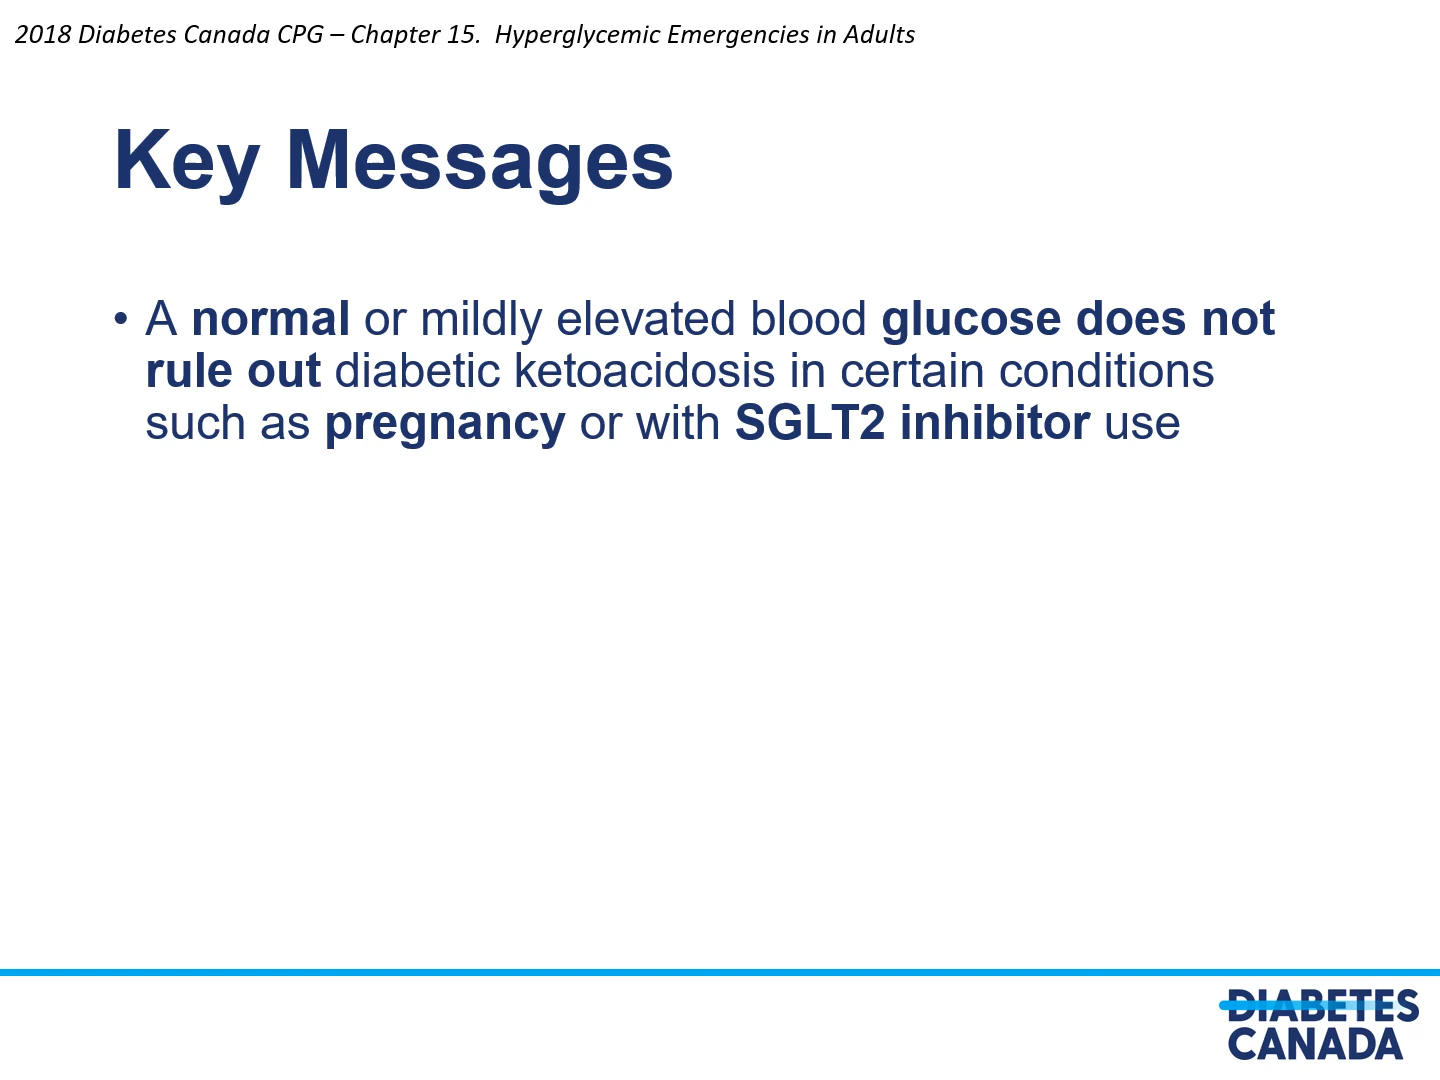 2018 Diabetes Canada CPG – Chapter 15.  Hyperglycemic Emergencies in Adults
Key Messages
• A normal or mildly elevated blood glucose does not
rule out diabetic ketoacidosis in certain conditions
such as pregnancy or with SGLT2 inhibitor use
DIABETES
CANADA